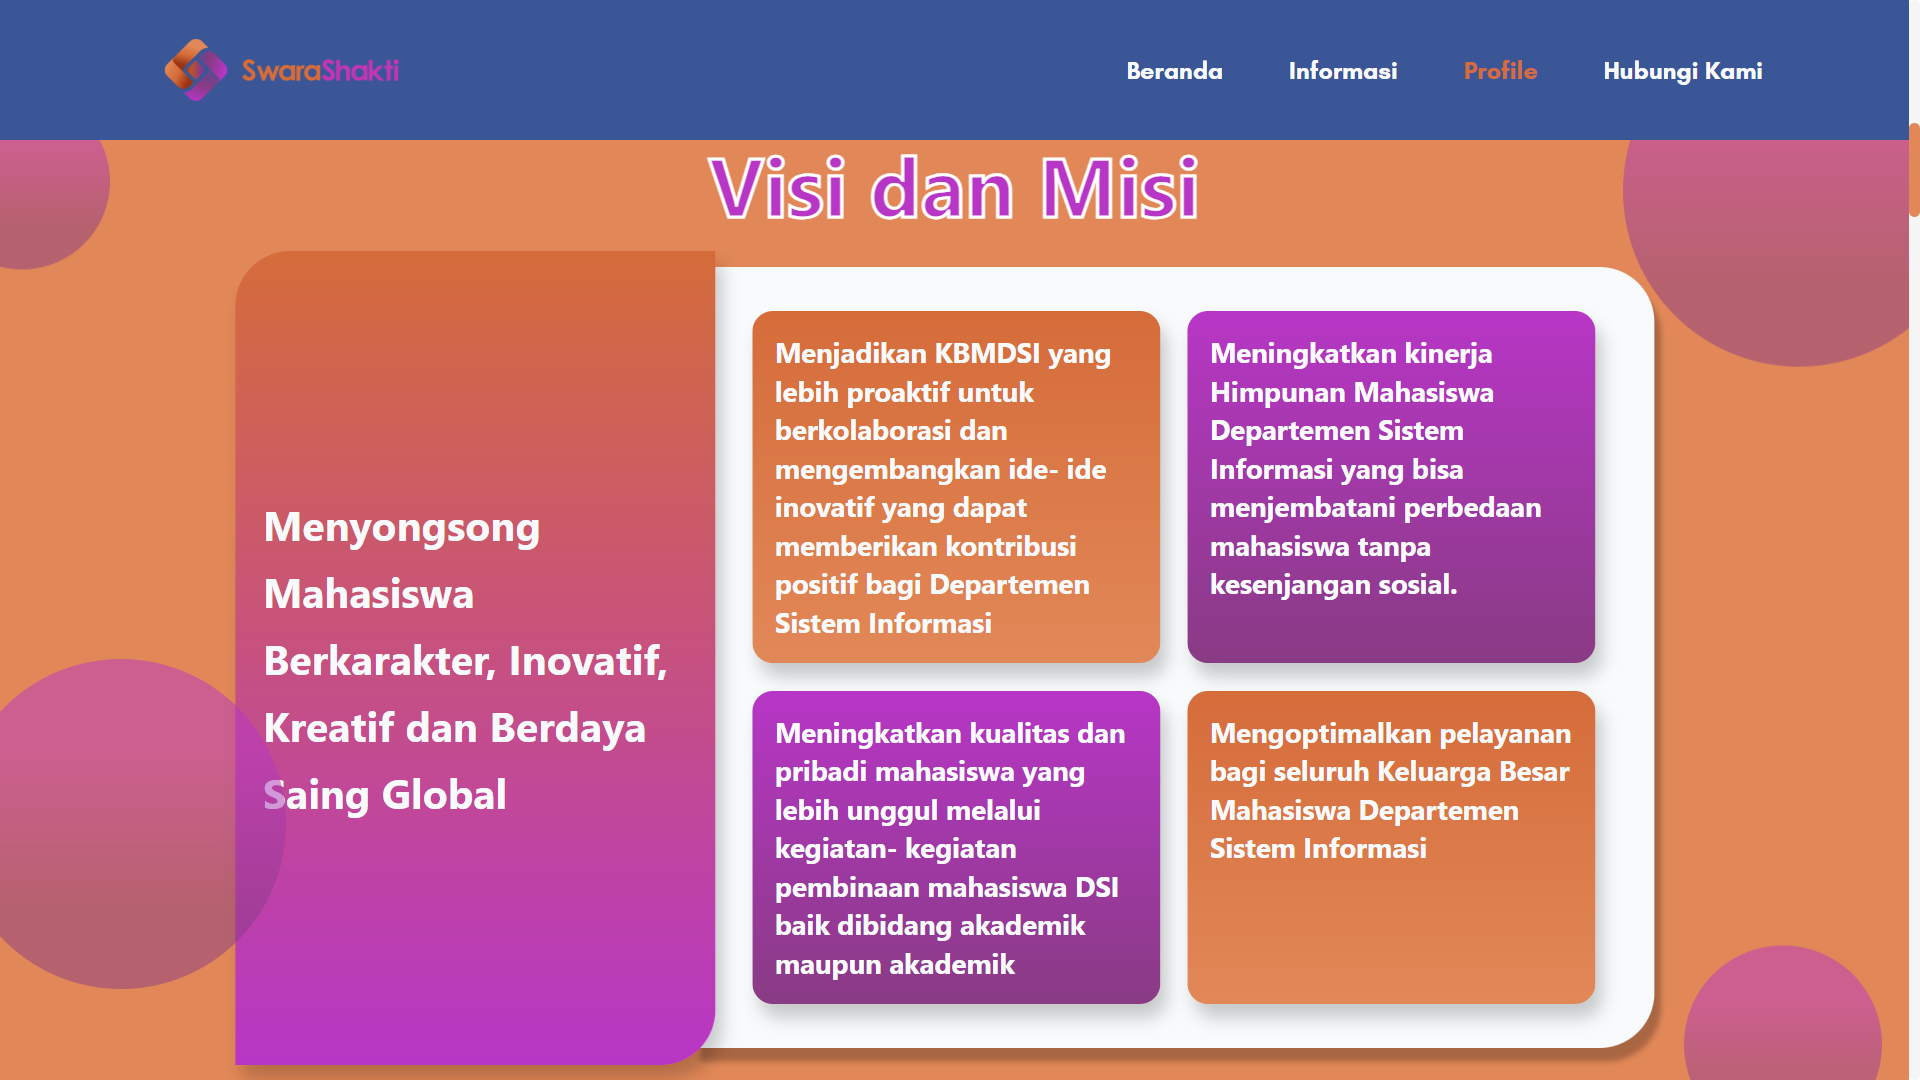 SwaraShakti
Beranda
Informasi
Profile
Hubungi Kami
Visi dan Misi
Menyongsong
Mahasiswa
Berkarakter, Inovatif,
Kreatif dan Berdaya
Saing Global
Menjadikan KBMDSI yang
lebih proaktif untuk
berkolaborasi dan
mengembangkan ide- ide
inovatif yang dapat
memberikan kontribusi
positif bagi Departemen
Sistem Informasi
Meningkatkan kinerja
Himpunan Mahasiswa
Departemen Sistem
Informasi yang bisa
menjembatani perbedaan
mahasiswa tanpa
kesenjangan sosial.
Meningkatkan kualitas dan
pribadi mahasiswa yang
lebih unggul melalui
kegiatan- kegiatan
pembinaan mahasiswa DSI
baik dibidang akademik
maupun akademik
Mengoptimalkan pelayanan
bagi seluruh Keluarga Besar
Mahasiswa Departemen
Sistem Informasi